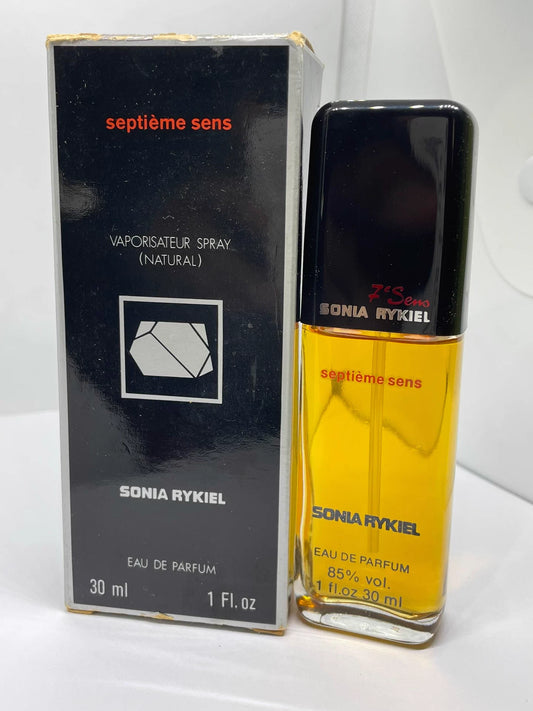 septième sens
VAPORISATEUR SPRAY
(NATURAL)
SONIA RYKIEL
EAU DE PARFUM
30 ml 1 Fl. oz
7e Sens
SONIA RYKIEL
septième sens
SONIA RYKIEL
EAU DE PARFUM
85% vol.
1 fl.oz 30 ml